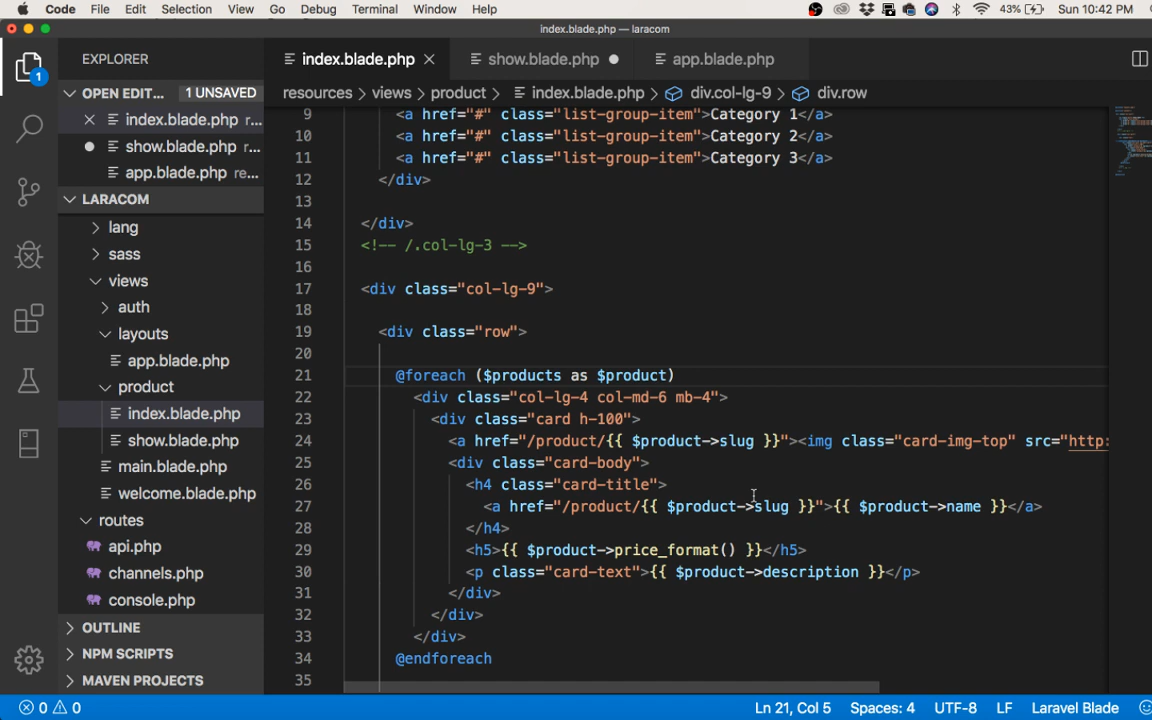 Code File Edit Selection View Go Debug Terminal Window Help 43% Sun 10:42 PM
index.blade.php — laracom
EXPLORER
1
OPEN EDIT... 1 UNSAVED
index.blade.php r...
show.blade.php r...
app.blade.php re...
LARACOM
lang
sass
views
auth
layouts
app.blade.php
product
index.blade.php
show.blade.php
main.blade.php
welcome.blade.php
routes
api.php
channels.php
console.php
OUTLINE
NPM SCRIPTS
MAVEN PROJECTS
index.blade.php show.blade.php app.blade.php
resources > views > product > index.blade.php > div.col-lg-9 > div.row
9 <a href="#" class="list-group-item">Category 1</a>
10 <a href="#" class="list-group-item">Category 2</a>
11 <a href="#" class="list-group-item">Category 3</a>
12 </div>
13
14 </div>
15 <!-- /.col-lg-3 -->
16
17 <div class="col-lg-9">
18
19 <div class="row">
20
21 @foreach ($products as $product)
22 <div class="col-lg-4 col-md-6 mb-4">
23 <div class="card h-100">
24 <a href="/product/{{ $product->slug }}"><img class="card-img-top" src="http:
25 <div class="card-body">
26 <h4 class="card-title">
27 <a href="/product/{{ $product->slug }}">{{ $product->name }}</a>
28 </h4>
29 <h5>{{ $product->price_format() }}</h5>
30 <p class="card-text">{{ $product->description }}</p>
31 </div>
32 </div>
33 </div>
34 @endforeach
35
0 0 Ln 21, Col 5 Spaces: 4 UTF-8 LF Laravel Blade